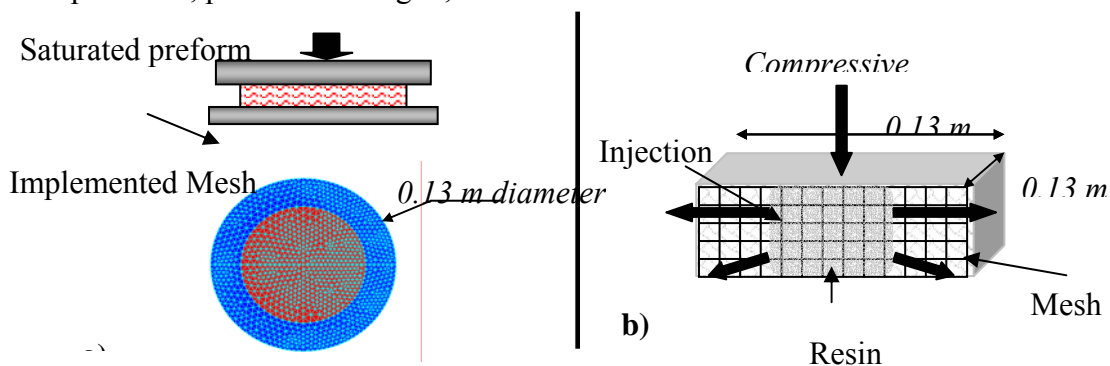 Saturated preform
Implemented Mesh
0.13 m diameter
Compressive
0.13 m
Injection
0.13 m
Mesh
b)
Resin